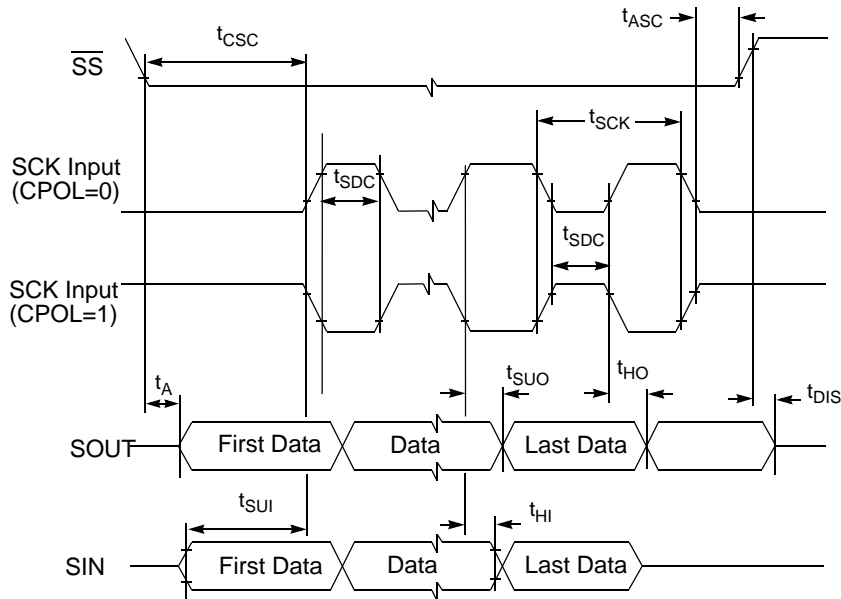 tASC
tCSC
SS
tSCK
SCK Input
(CPOL=0)
tSDC
tSDC
SCK Input
(CPOL=1)
tA
tSUO
tHO
tDIS
SOUT
First Data
Data
Last Data
tSUI
tHI
SIN
First Data
Data
Last Data